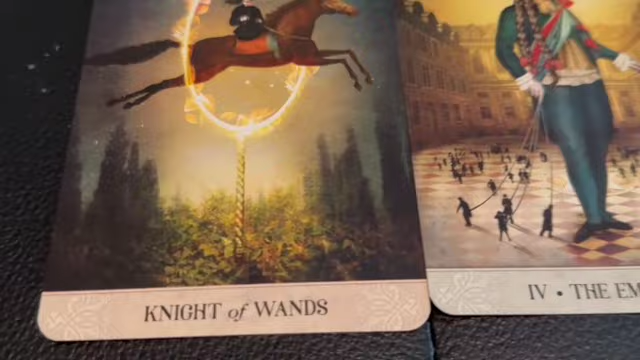 KNIGHT of WANDS
IV • THE EM